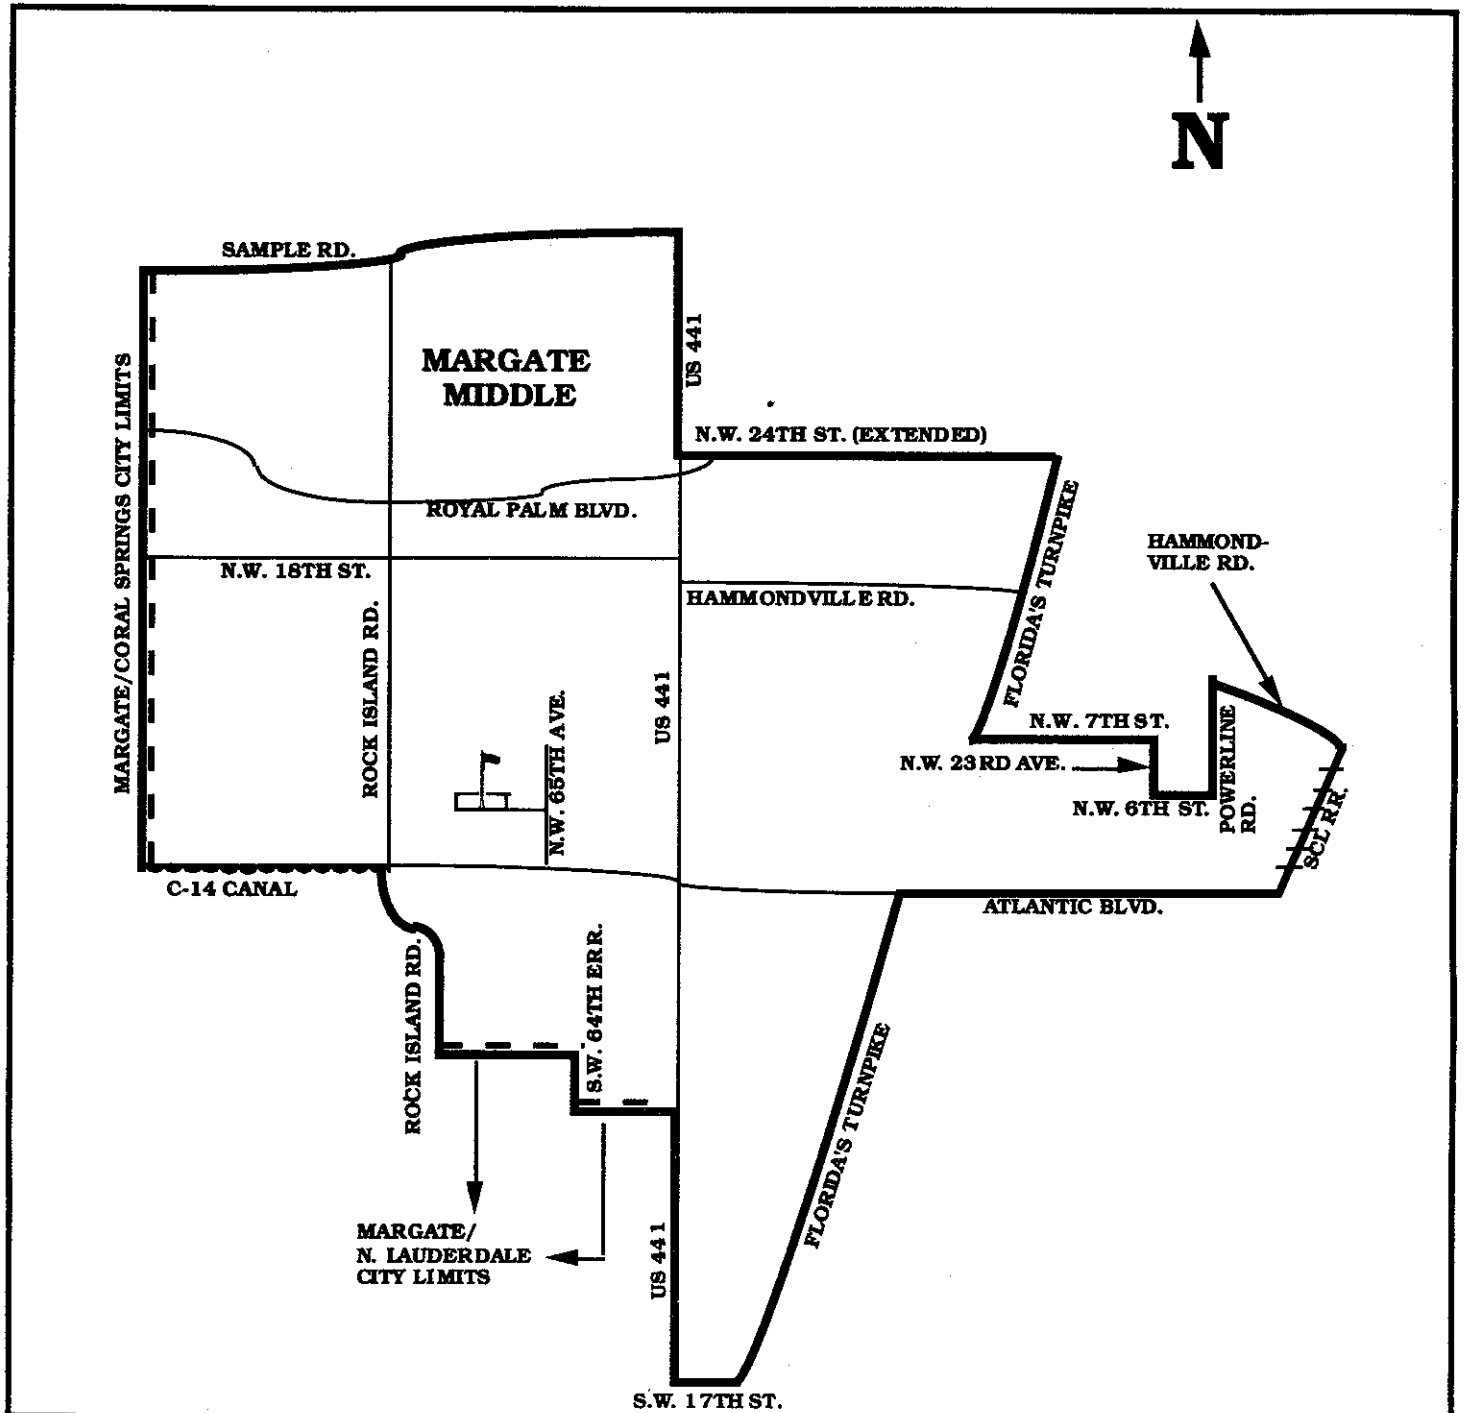 N
SAMPLE RD.
MARGATE
MIDDLE
US 441
MARGATE/CORAL SPRINGS CITY LIMITS
N.W. 24TH ST. (EXTENDED)
ROYAL PALM BLVD.
FLORIDA'S TURNPIKE
HAMMOND-
VILLE RD.
N.W. 18TH ST.
HAMMONDVILLE RD.
ROCK ISLAND RD.
US 441
N.W. 65TH AVE.
N.W. 7TH ST.
N.W. 23RD AVE.
N.W. 6TH ST.
POWERLINE
RD.
SCL RR.
C-14 CANAL
ATLANTIC BLVD.
ROCK ISLAND RD.
S.W. 64TH ERR.
FLORIDA'S TURNPIKE
MARGATE/
N. LAUDERDALE
CITY LIMITS
US 441
S.W. 17TH ST.